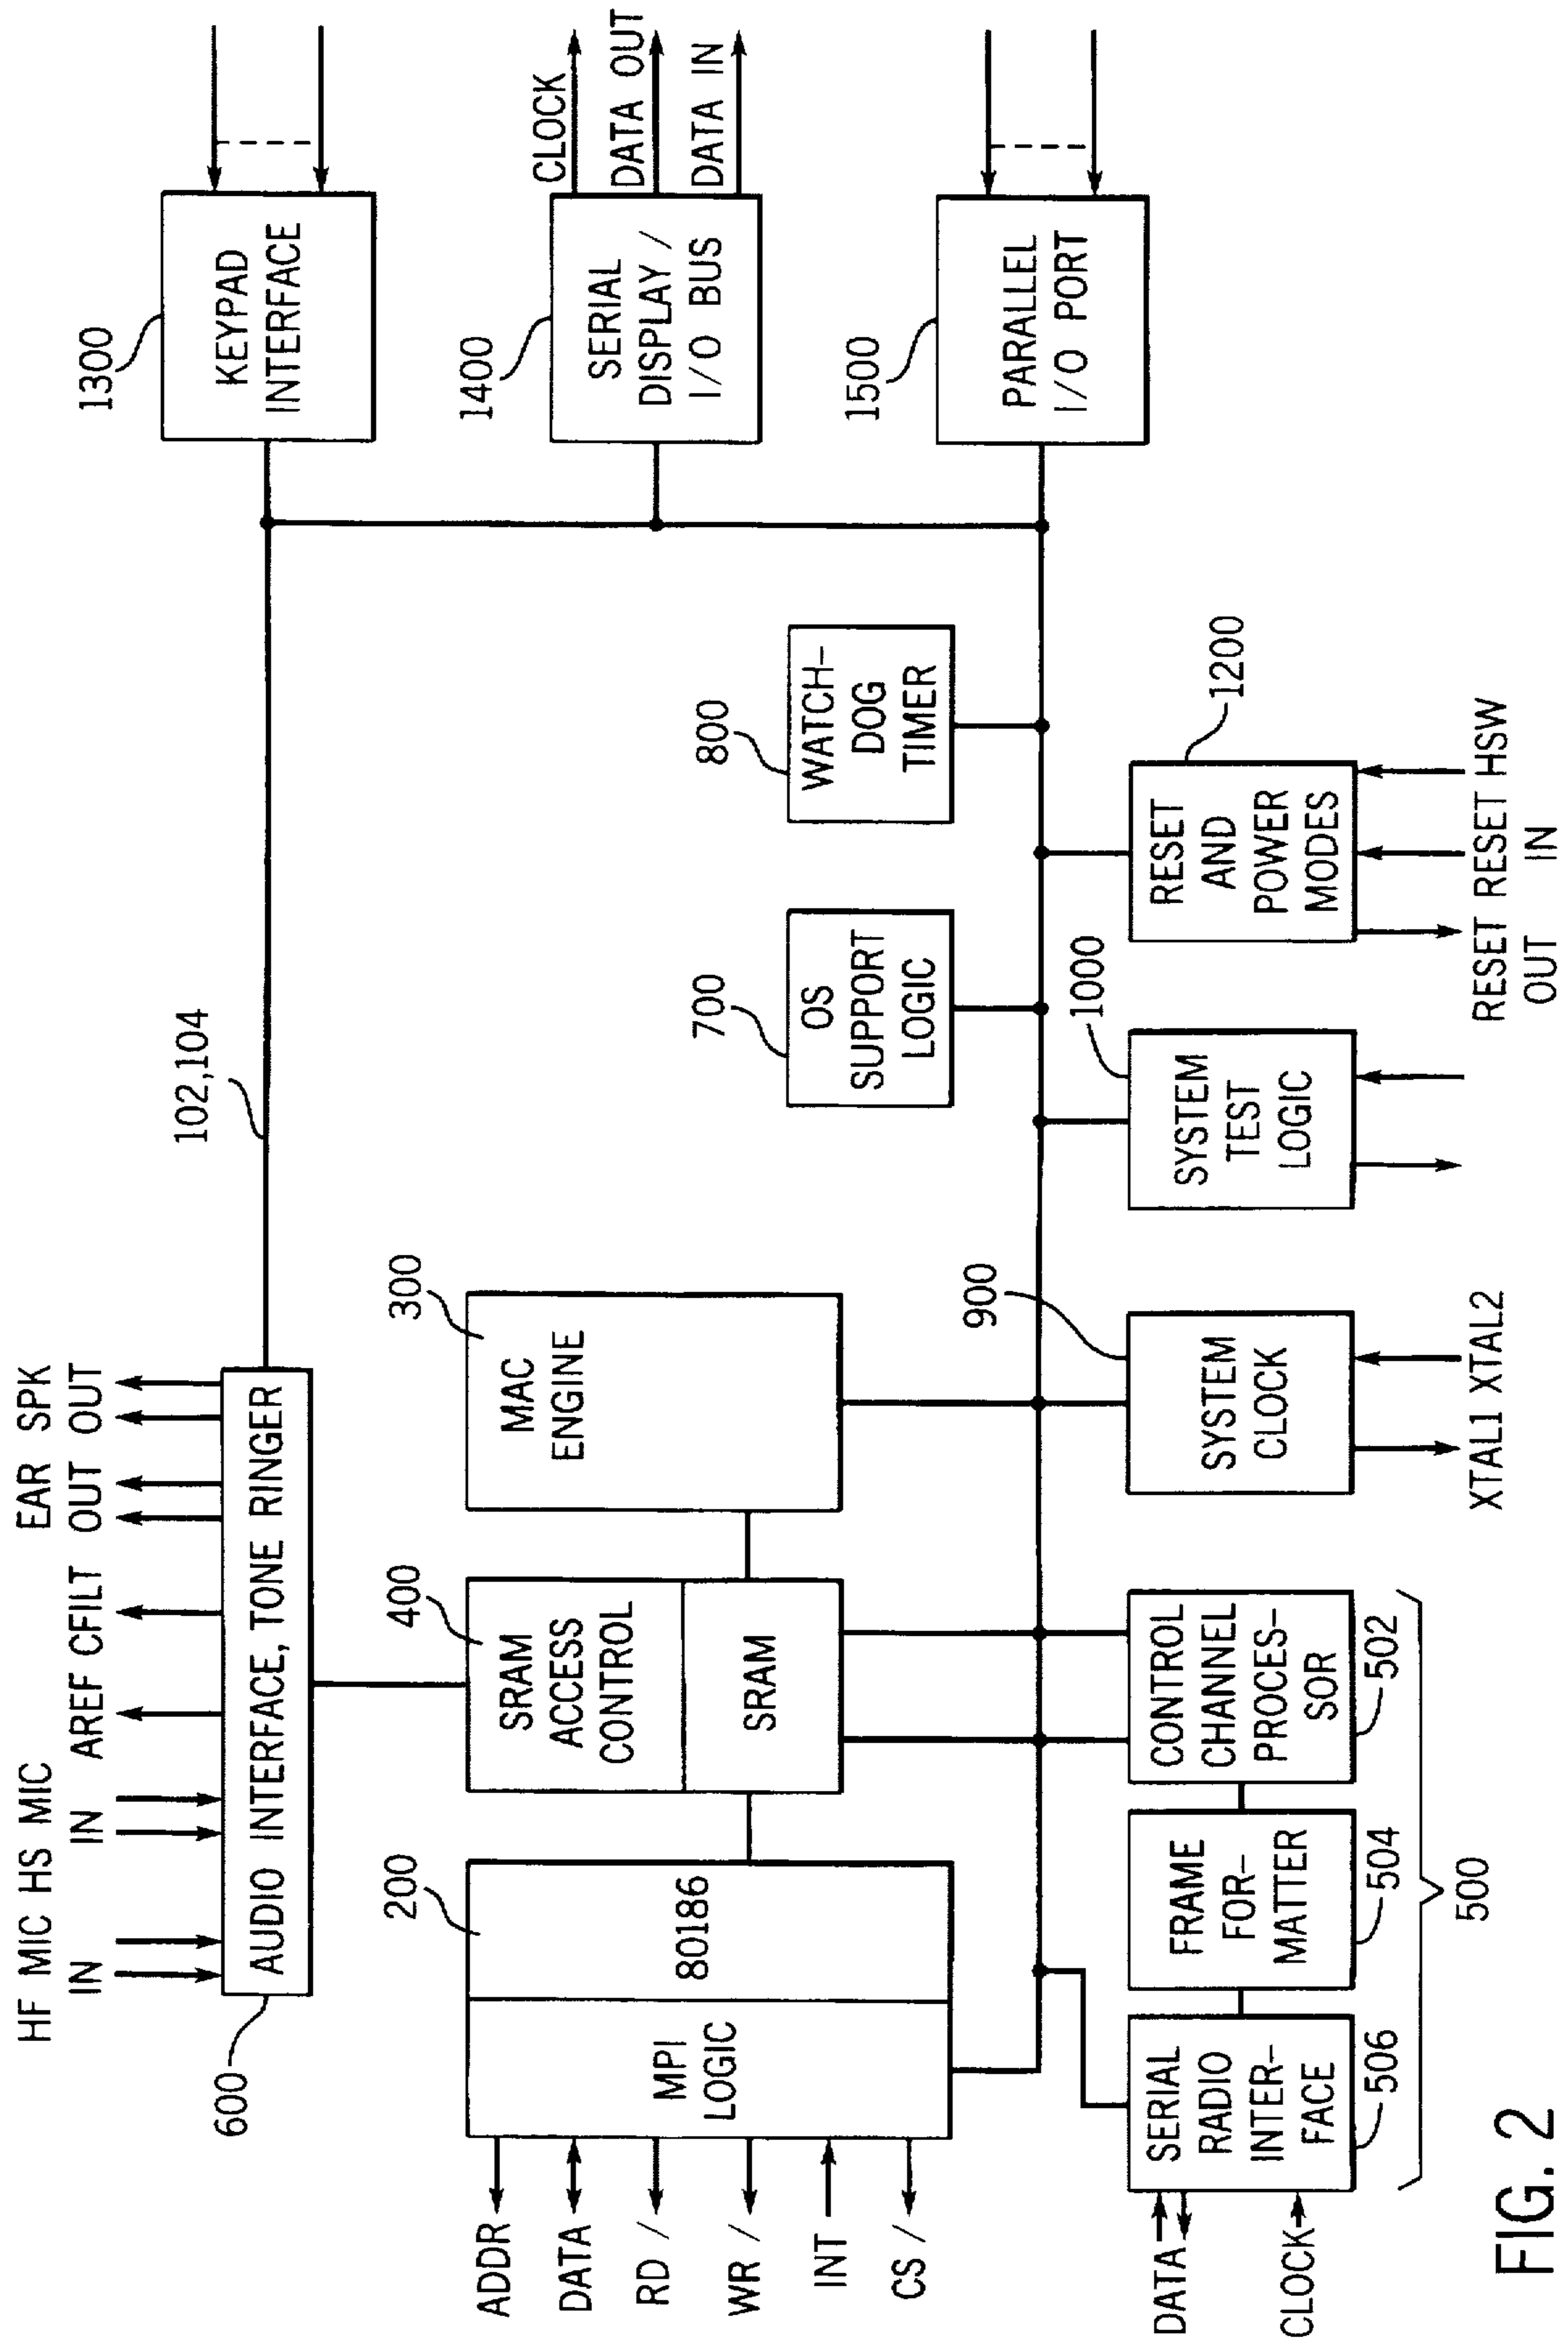 HF MIC HS MIC
IN
IN
AREF CFILT
EAR SPK
OUT OUT
600
AUDIO INTERFACE, TONE RINGER
102,104
1300
KEYPAD
INTERFACE
200
MPI
LOGIC
80186
400
SRAM
ACCESS
CONTROL
SRAM
300
MAC
ENGINE
1400
SERIAL
DISPLAY /
I/O BUS
CLOCK
DATA OUT
DATA IN
ADDR
DATA
RD /
WR /
INT
CS /
700
OS
SUPPORT
LOGIC
800
WATCH-
DOG
TIMER
1500
PARALLEL
I/O PORT
DATA
CLOCK
SERIAL
RADIO
INTER-
FACE
506
FRAME
FOR-
MATTER
504
CONTROL
CHANNEL
PROCES-
SOR
502
500
900
SYSTEM
CLOCK
XTAL1 XTAL2
1000
SYSTEM
TEST
LOGIC
1200
RESET
AND
POWER
MODES
RESET RESET HSW
OUT IN
FIG. 2